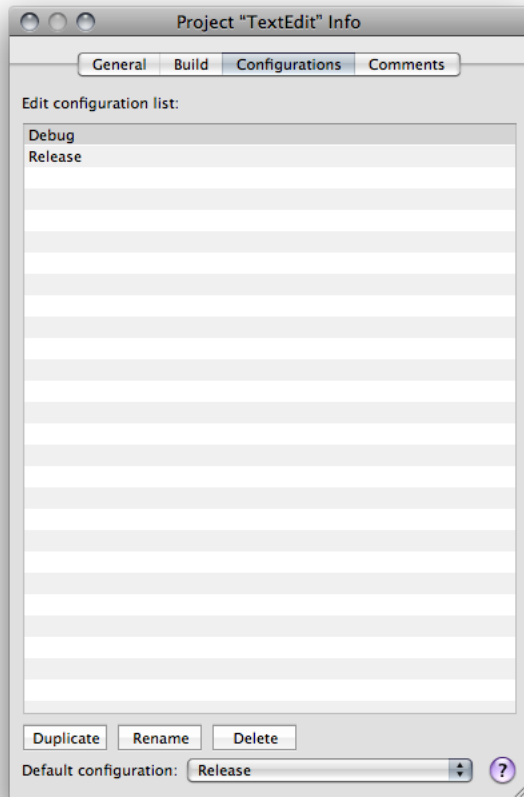 Project “TextEdit” Info
General Build Configurations Comments
Edit configuration list:
Debug
Release
Duplicate Rename Delete
Default configuration: Release ?